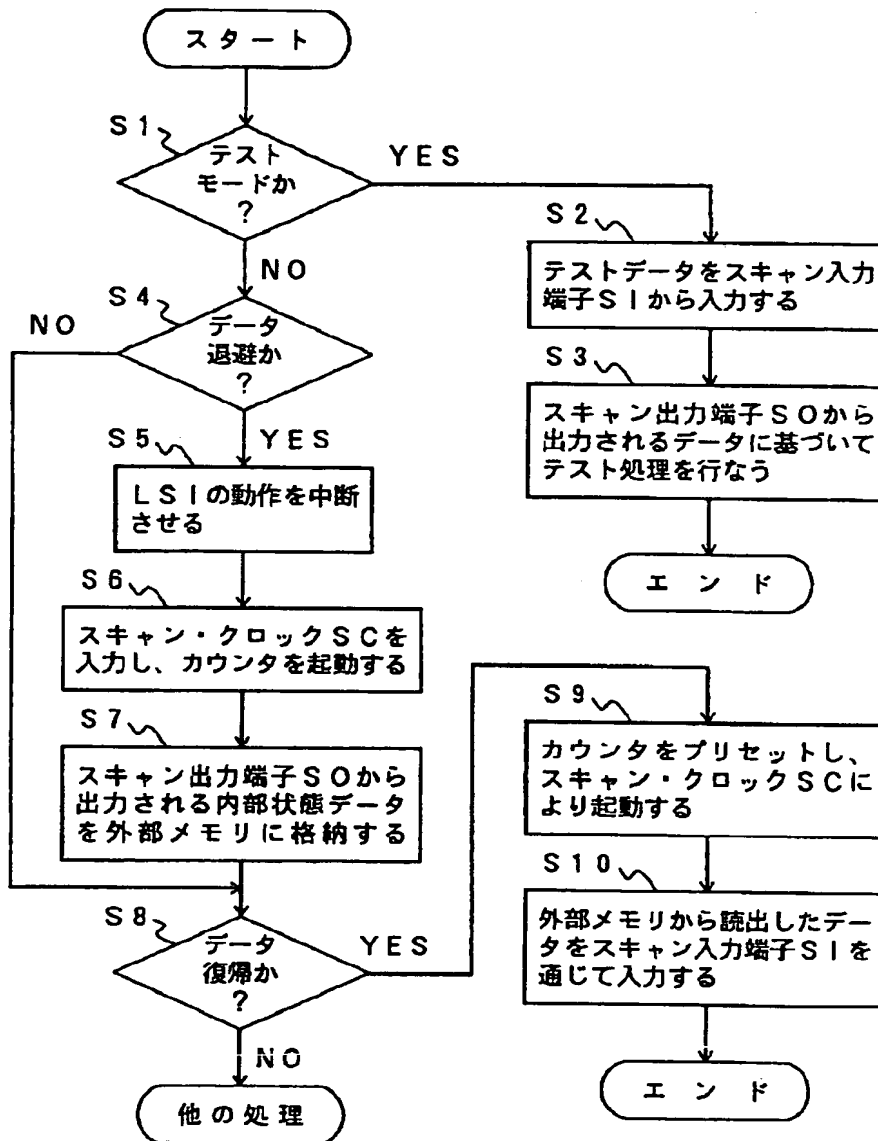 スタート
S1
テスト
モードか
?
YES
NO
S2
テストデータをスキャン入力
端子SIから入力する
S3
スキャン出力端子SOから
出力されるデータに基づいて
テスト処理を行なう
エンド
S4
データ
退避か
?
NO
YES
S5
LSIの動作を中断
させる
S6
スキャン・クロックSCを
入力し、カウンタを起動する
S7
スキャン出力端子SOから
出力される内部状態データ
を外部メモリに格納する
S8
データ
復帰か
?
YES
NO
他の処理
S9
カウンタをプリセットし、
スキャン・クロックSCに
より起動する
S10
外部メモリから読出したデー
タをスキャン入力端子SIを
通じて入力する
エンド